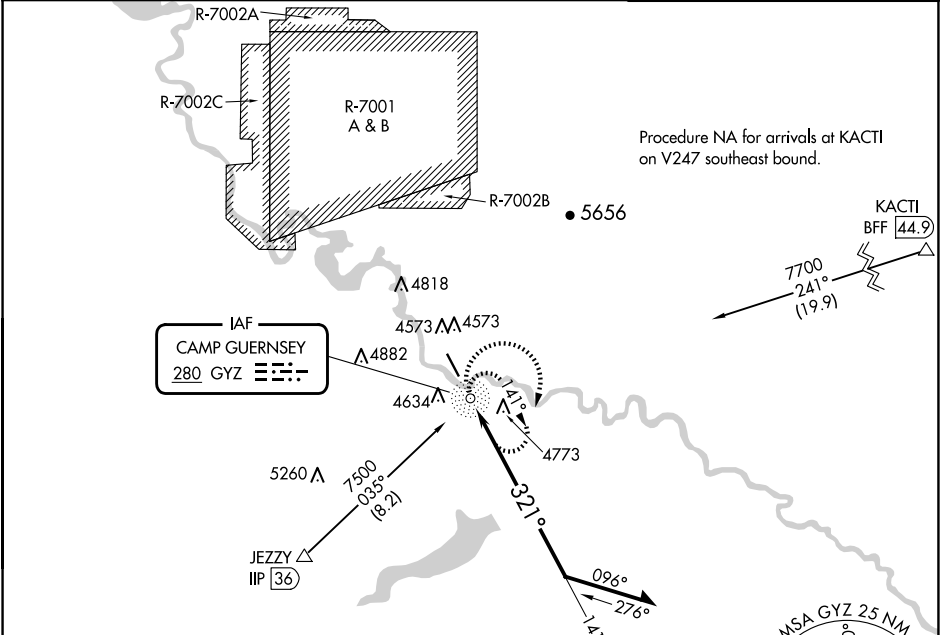 R-7002A
R-7002C
R-7001
A & B
R-7002B
Procedure NA for arrivals at KACTI
on V247 southeast bound.
5656
KACTI
BFF 44.9
7700
241°
(19.9)
4818
4573
4573
IAF
CAMP GUERNSEY
280 GYZ
4882
4634
141°
4773
5260
7500
035°
(8.2)
321°
JEZZY
IIP 36
096°
276°
MSA GYZ 25 NM